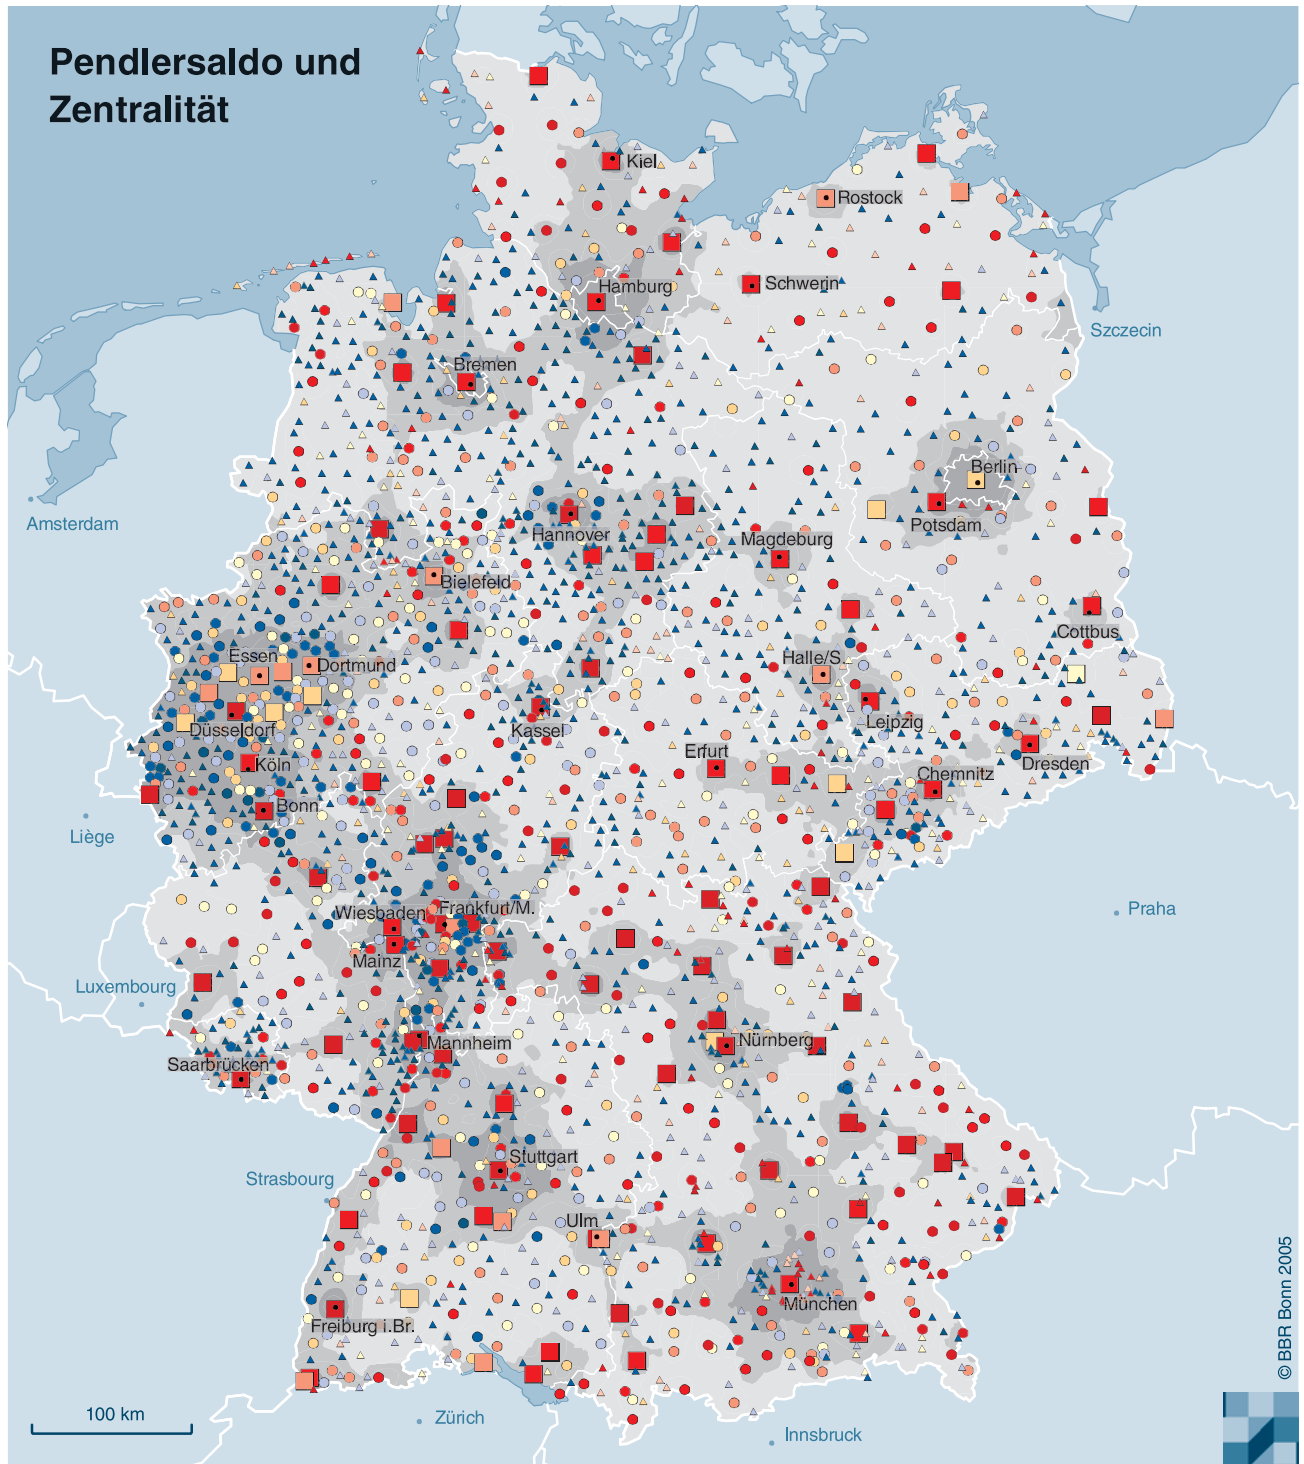 Pendlersaldo und
Zentralität
Kiel
Rostock
Hamburg
Schwerin
Szczecin
Bremen
Berlin
Amsterdam
Potsdam
Hannover
Magdeburg
Bielefeld
Cottbus
Essen
Dortmund
Halle/S.
Düsseldorf
Kassel
Leipzig
Erfurt
Köln
Dresden
Chemnitz
Bonn
Liège
Wiesbaden
Frankfurt/M.
Praha
Mainz
Luxembourg
Mannheim
Nürnberg
Saarbrücken
Stuttgart
Strasbourg
Ulm
München
Freiburg i.Br.
100 km
Zürich
Innsbruck
© BBR Bonn 2005